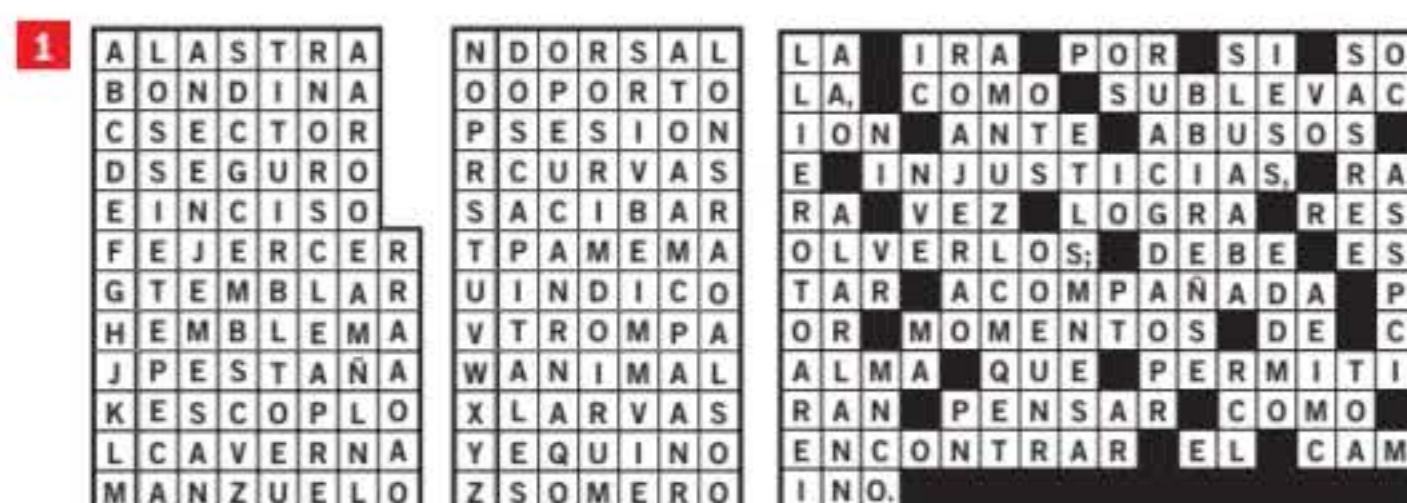 1
A LASTRA
B ONDINA
C SECTOR
D SEGURO
E INCISO
F EJERCER
G TEMBLAR
H EMBLEMA
J PESTAÑA
K ESCOPLO
L CAVERNA
M ANZUELO
N DORSAL
O OPORTO
P SESION
R CURVAS
S ACIBAR
T PAMEMA
U INDICO
V TROMPA
W ANIMAL
X LARVAS
Y EQUINO
Z SOMERO
LA IRA POR SI SO
LA, COMO SUBLEVAC
ION ANTE ABUSOS
E INJUSTICIAS, RA
RA VEZ LOGRA RES
OLVERLOS; DEBE ES
TAR ACOMPAÑADA P
OR MOMENTOS DE C
ALMA QUE PERMITI
RAN PENSAR COMO
ENCONTRAR EL CAM
INO.